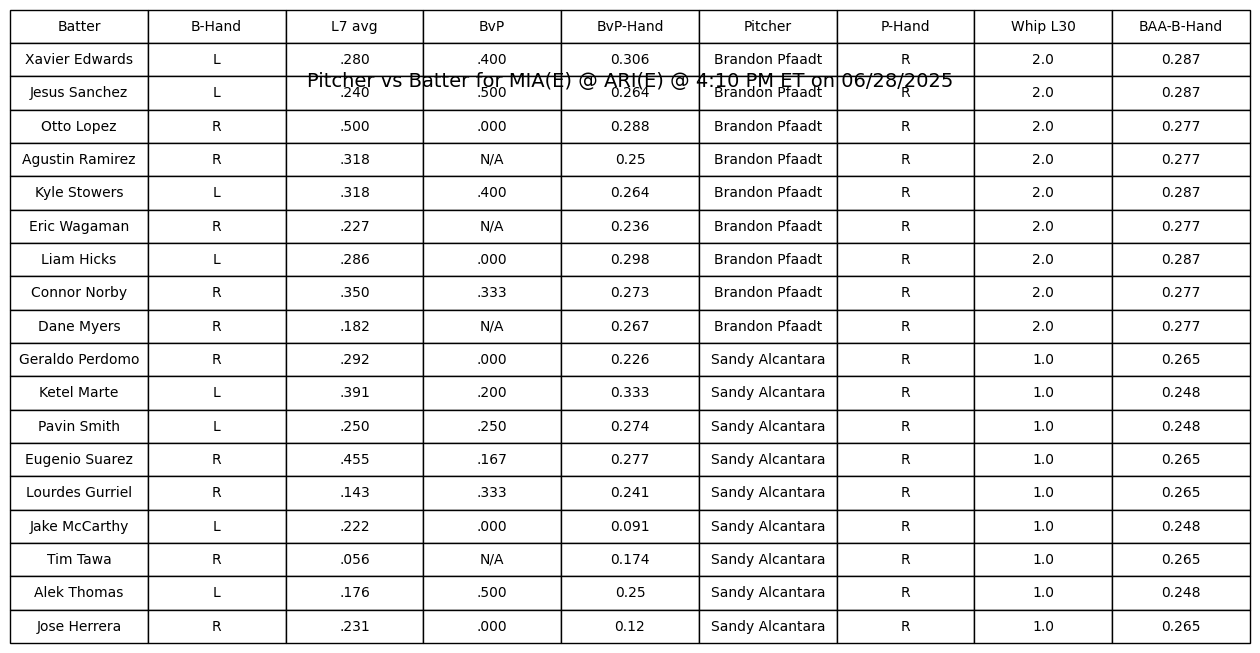 Batter B-Hand L7 avg BvP BvP-Hand Pitcher P-Hand Whip L30 BAA-B-Hand
Xavier Edwards L .280 .400 0.306 Brandon Pfaadt R 2.0 0.287
Pitcher vs Batter for MIA(E) @ ARI(E) @ 4:10 PM ET on 06/28/2025
Jesus Sanchez L .240 .500 0.264 Brandon Pfaadt R 2.0 0.287
Otto Lopez R .500 .000 0.288 Brandon Pfaadt R 2.0 0.277
Agustin Ramirez R .318 N/A 0.25 Brandon Pfaadt R 2.0 0.277
Kyle Stowers L .318 .400 0.264 Brandon Pfaadt R 2.0 0.287
Eric Wagaman R .227 N/A 0.236 Brandon Pfaadt R 2.0 0.277
Liam Hicks L .286 .000 0.298 Brandon Pfaadt R 2.0 0.287
Connor Norby R .350 .333 0.273 Brandon Pfaadt R 2.0 0.277
Dane Myers R .182 N/A 0.267 Brandon Pfaadt R 2.0 0.277
Geraldo Perdomo R .292 .000 0.226 Sandy Alcantara R 1.0 0.265
Ketel Marte L .391 .200 0.333 Sandy Alcantara R 1.0 0.248
Pavin Smith L .250 .250 0.274 Sandy Alcantara R 1.0 0.248
Eugenio Suarez R .455 .167 0.277 Sandy Alcantara R 1.0 0.265
Lourdes Gurriel R .143 .333 0.241 Sandy Alcantara R 1.0 0.265
Jake McCarthy L .222 .000 0.091 Sandy Alcantara R 1.0 0.248
Tim Tawa R .056 N/A 0.174 Sandy Alcantara R 1.0 0.265
Alek Thomas L .176 .500 0.25 Sandy Alcantara R 1.0 0.248
Jose Herrera R .231 .000 0.12 Sandy Alcantara R 1.0 0.265